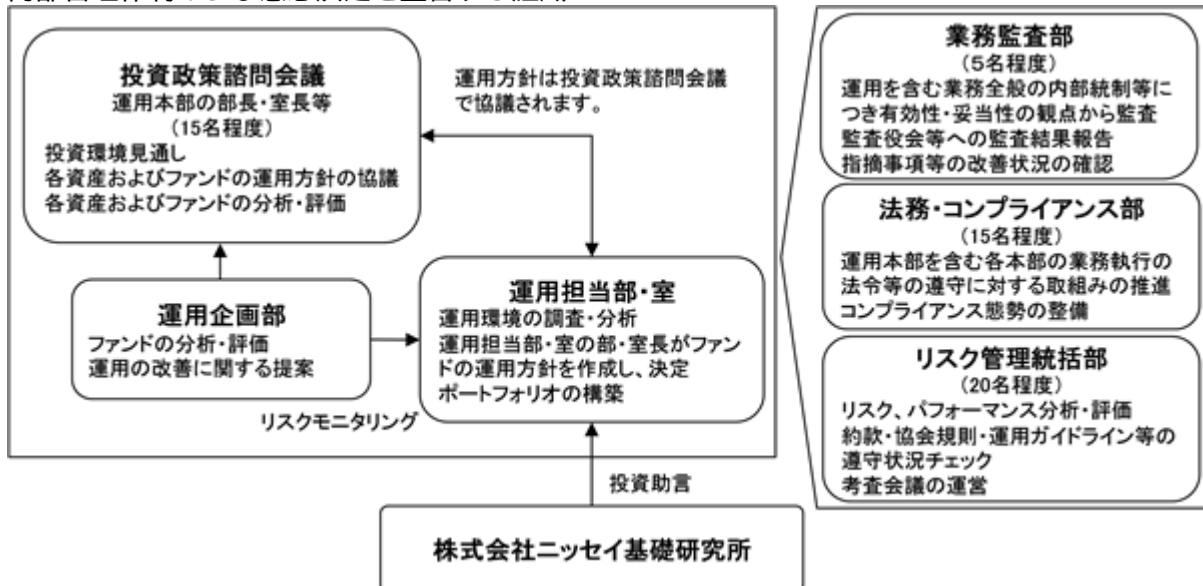 投資政策諮問会議
運用本部の部長・室長等
(15名程度)
投資環境見通し
各資産およびファンドの運用方針の協議
各資産およびファンドの分析・評価
運用方針は投資政策諮問会議
で協議されます。
運用企画部
ファンドの分析・評価
運用の改善に関する提案
リスクモニタリング
運用担当部・室
運用環境の調査・分析
運用担当部・室の部・室長がファン
ドの運用方針を作成し、決定
ポートフォリオの構築
投資助言
株式会社ニッセイ基礎研究所
業務監査部
(5名程度)
運用を含む業務全般の内部統制等に
つき有効性・妥当性の観点から監査
監査役会等への監査結果報告
指摘事項等の改善状況の確認
法務・コンプライアンス部
(15名程度)
運用本部を含む各本部の業務執行の
法令等の遵守に対する取組みの推進
コンプライアンス態勢の整備
リスク管理統括部
(20名程度)
リスク、パフォーマンス分析・評価
約款・協会規則・運用ガイドライン等の
遵守状況チェック
考査会議の運営